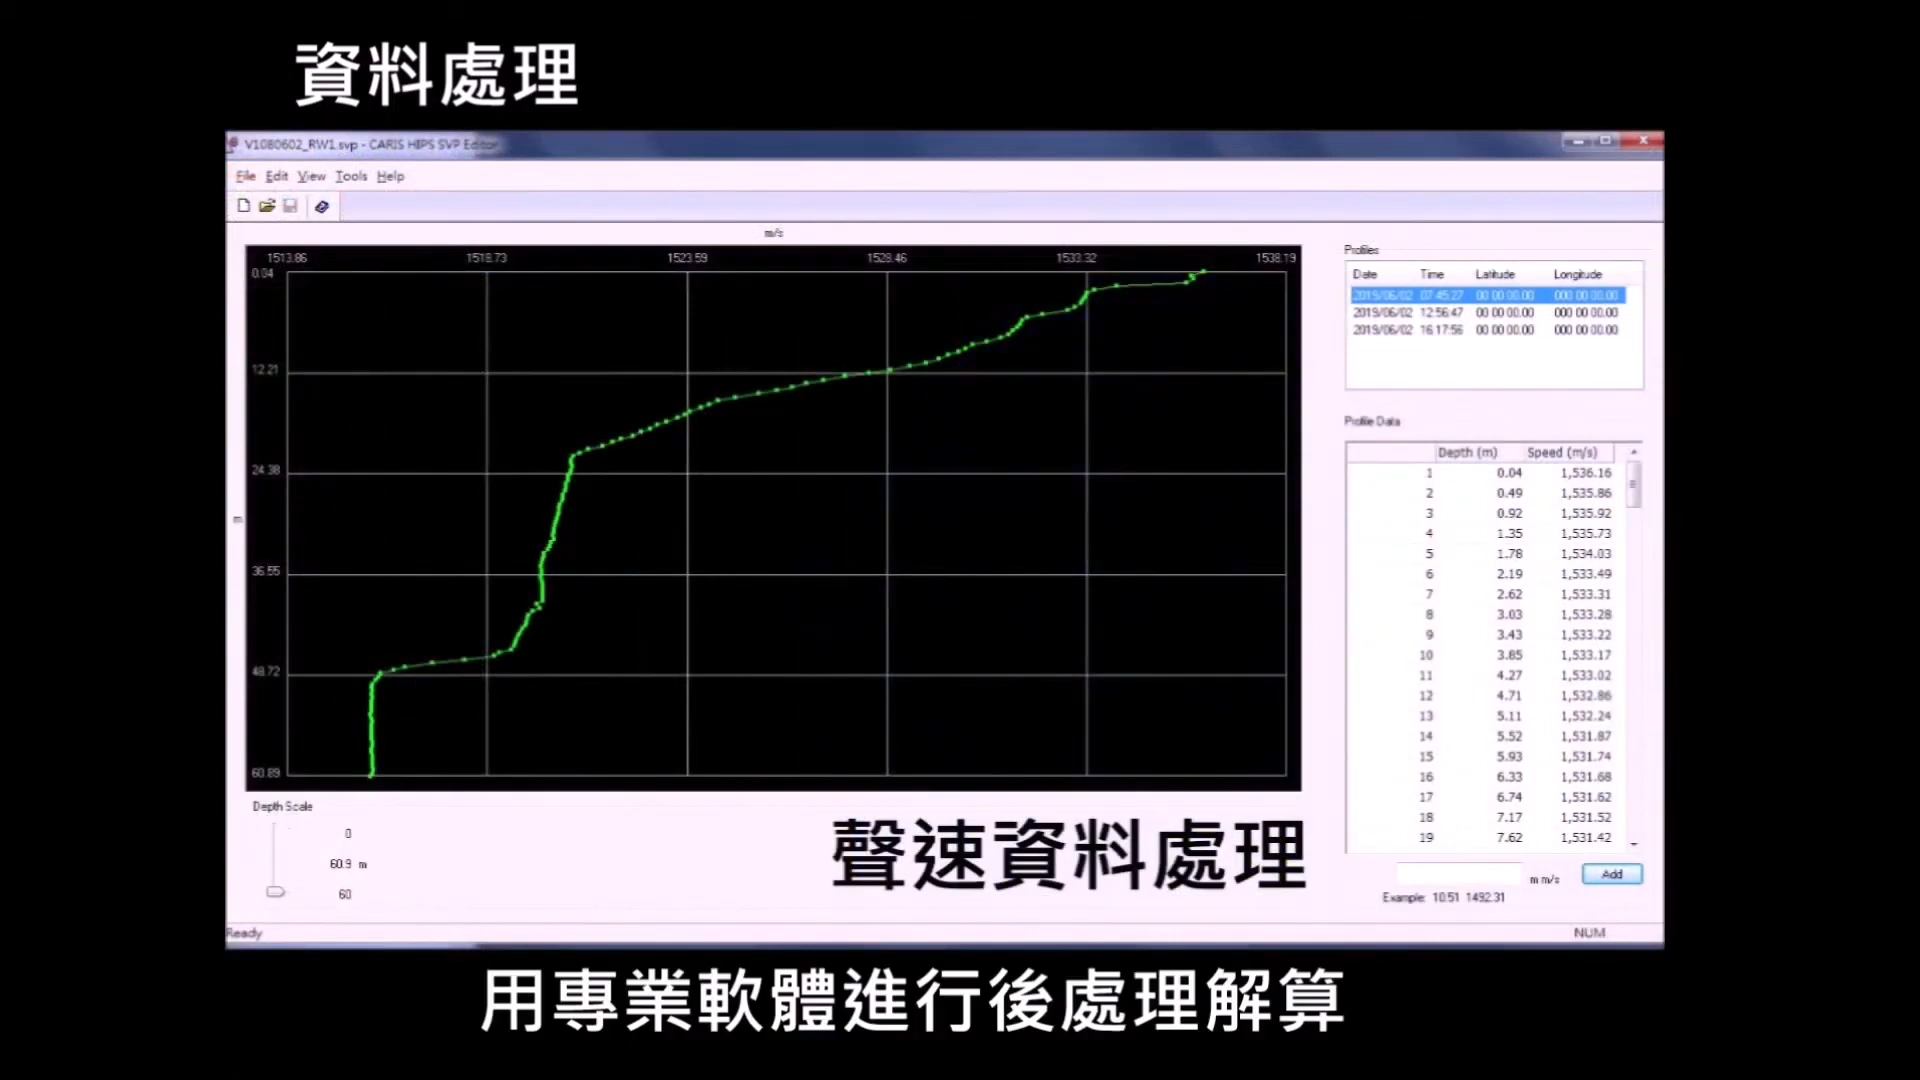 資料處理
V1080602_RW1.svp - CARIS HIPS SVP Editor
File Edit View Tools Help
m/s
1513.86 1518.73 1523.59 1528.46 1533.32 1538.19
0.04
12.21
24.38
36.55
48.72
60.89
m
Profiles
Date Time Latitude Longitude
2019/06/02 07:45:27 00 00 00.00 000 00 00.00
2019/06/02 12:56:47 00 00 00.00 000 00 00.00
2019/06/02 16:17:56 00 00 00.00 000 00 00.00
Profile Data
Depth (m) Speed (m/s)
1 0.04 1,536.16
2 0.49 1,535.86
3 0.92 1,535.92
4 1.35 1,535.73
5 1.78 1,534.03
6 2.19 1,533.49
7 2.62 1,533.31
8 3.03 1,533.28
9 3.43 1,533.22
10 3.85 1,533.17
11 4.27 1,533.02
12 4.71 1,532.86
13 5.11 1,532.24
14 5.52 1,531.87
15 5.93 1,531.74
16 6.33 1,531.68
17 6.74 1,531.62
18 7.17 1,531.52
19 7.62 1,531.42
Depth Scale
0
60.9 m
60
聲速資料處理
m m/s
Add
Example: 10.51 1492.31
Ready
NUM
用專業軟體進行後處理解算